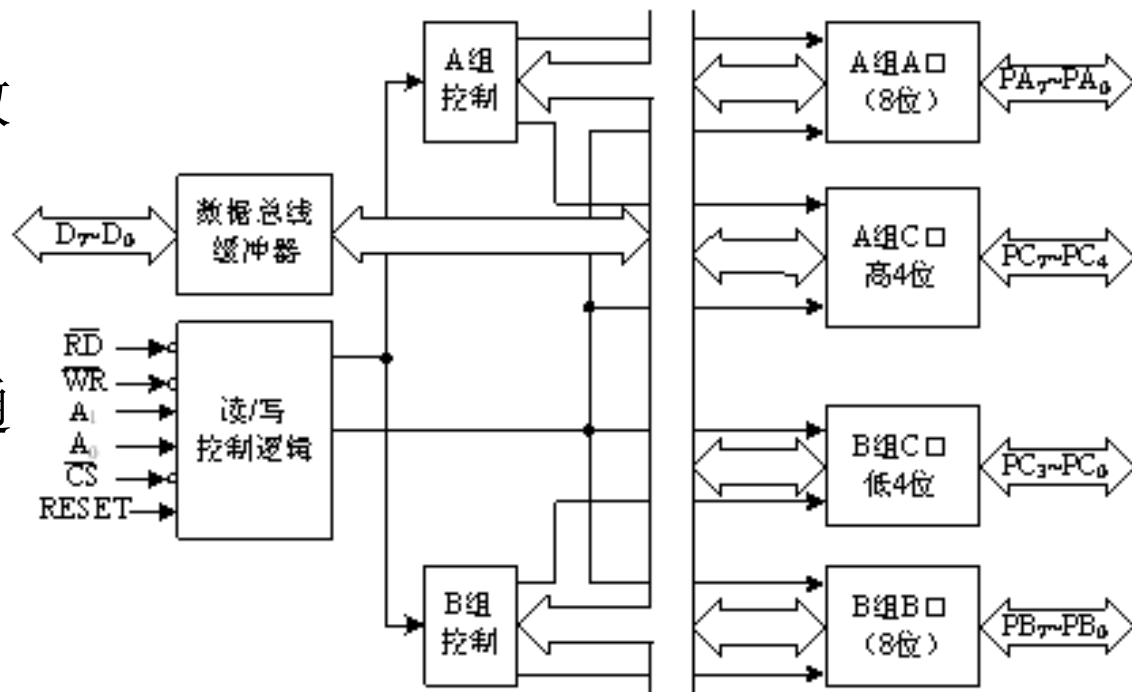 A组
控制
A组A口
（8位）
PA₇~PA₀
D₇~D₀
数据总线
缓冲器
A组C口
高4位
PC₇~PC₄
R̅D̅
W̅R̅
A₁
A₀
C̅S̅
RESET
读/写
控制逻辑
通
B组C口
低4位
PC₃~PC₀
B组
控制
B组B口
（8位）
PB₇~PB₀